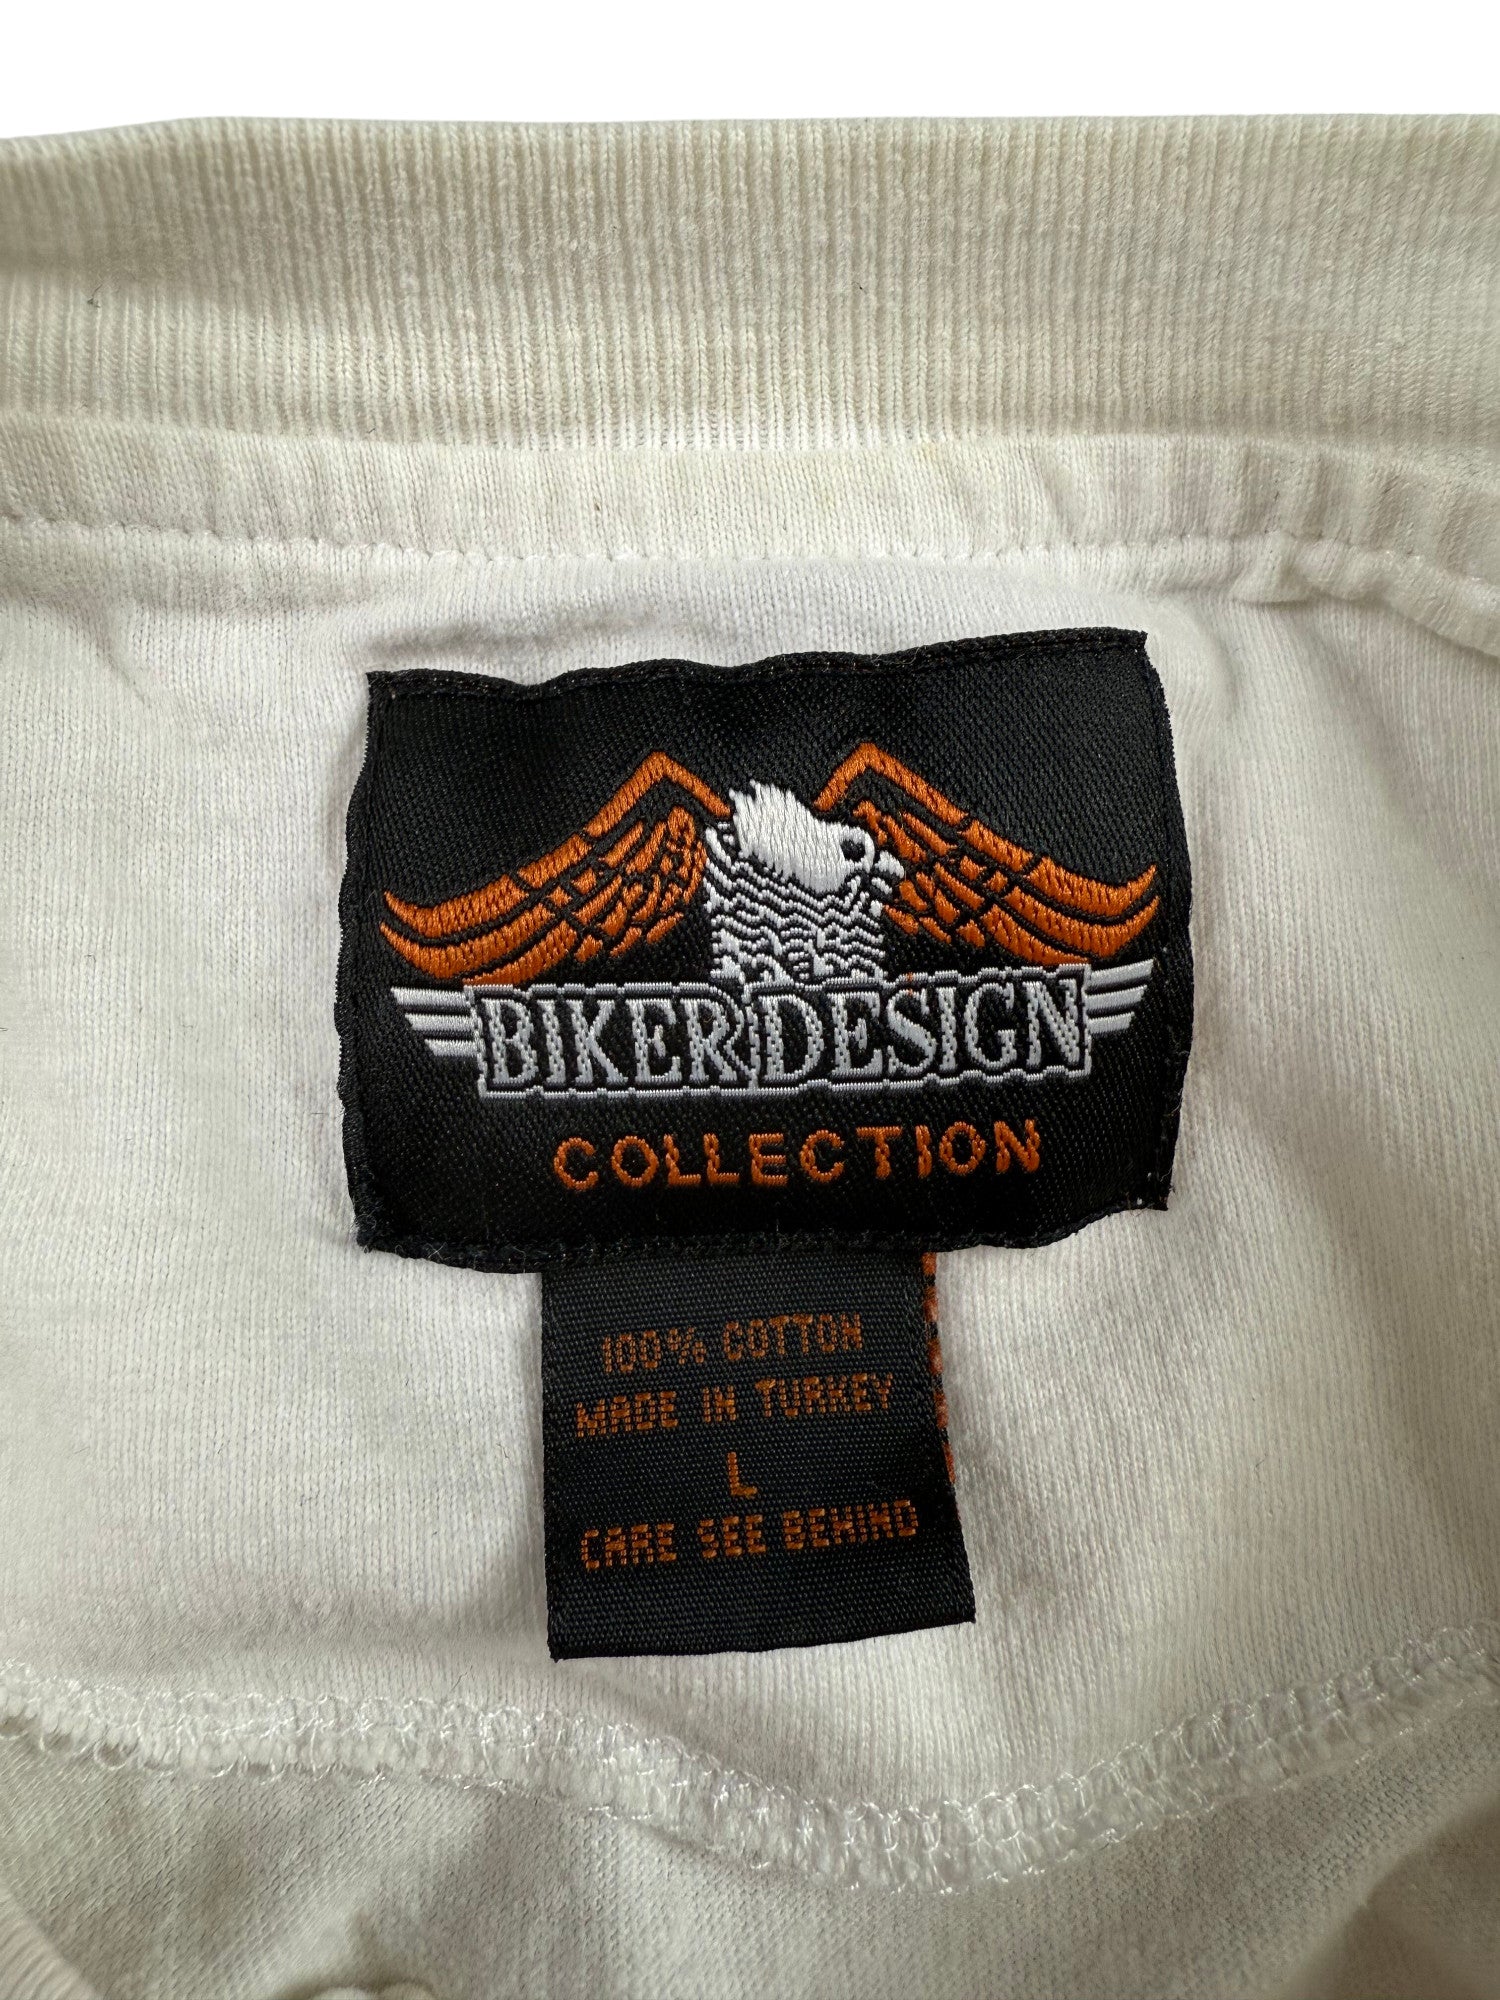 BIKER DESIGN
COLLECTION
100% COTTON
MADE IN TURKEY
L
CARE SEE BEHIND